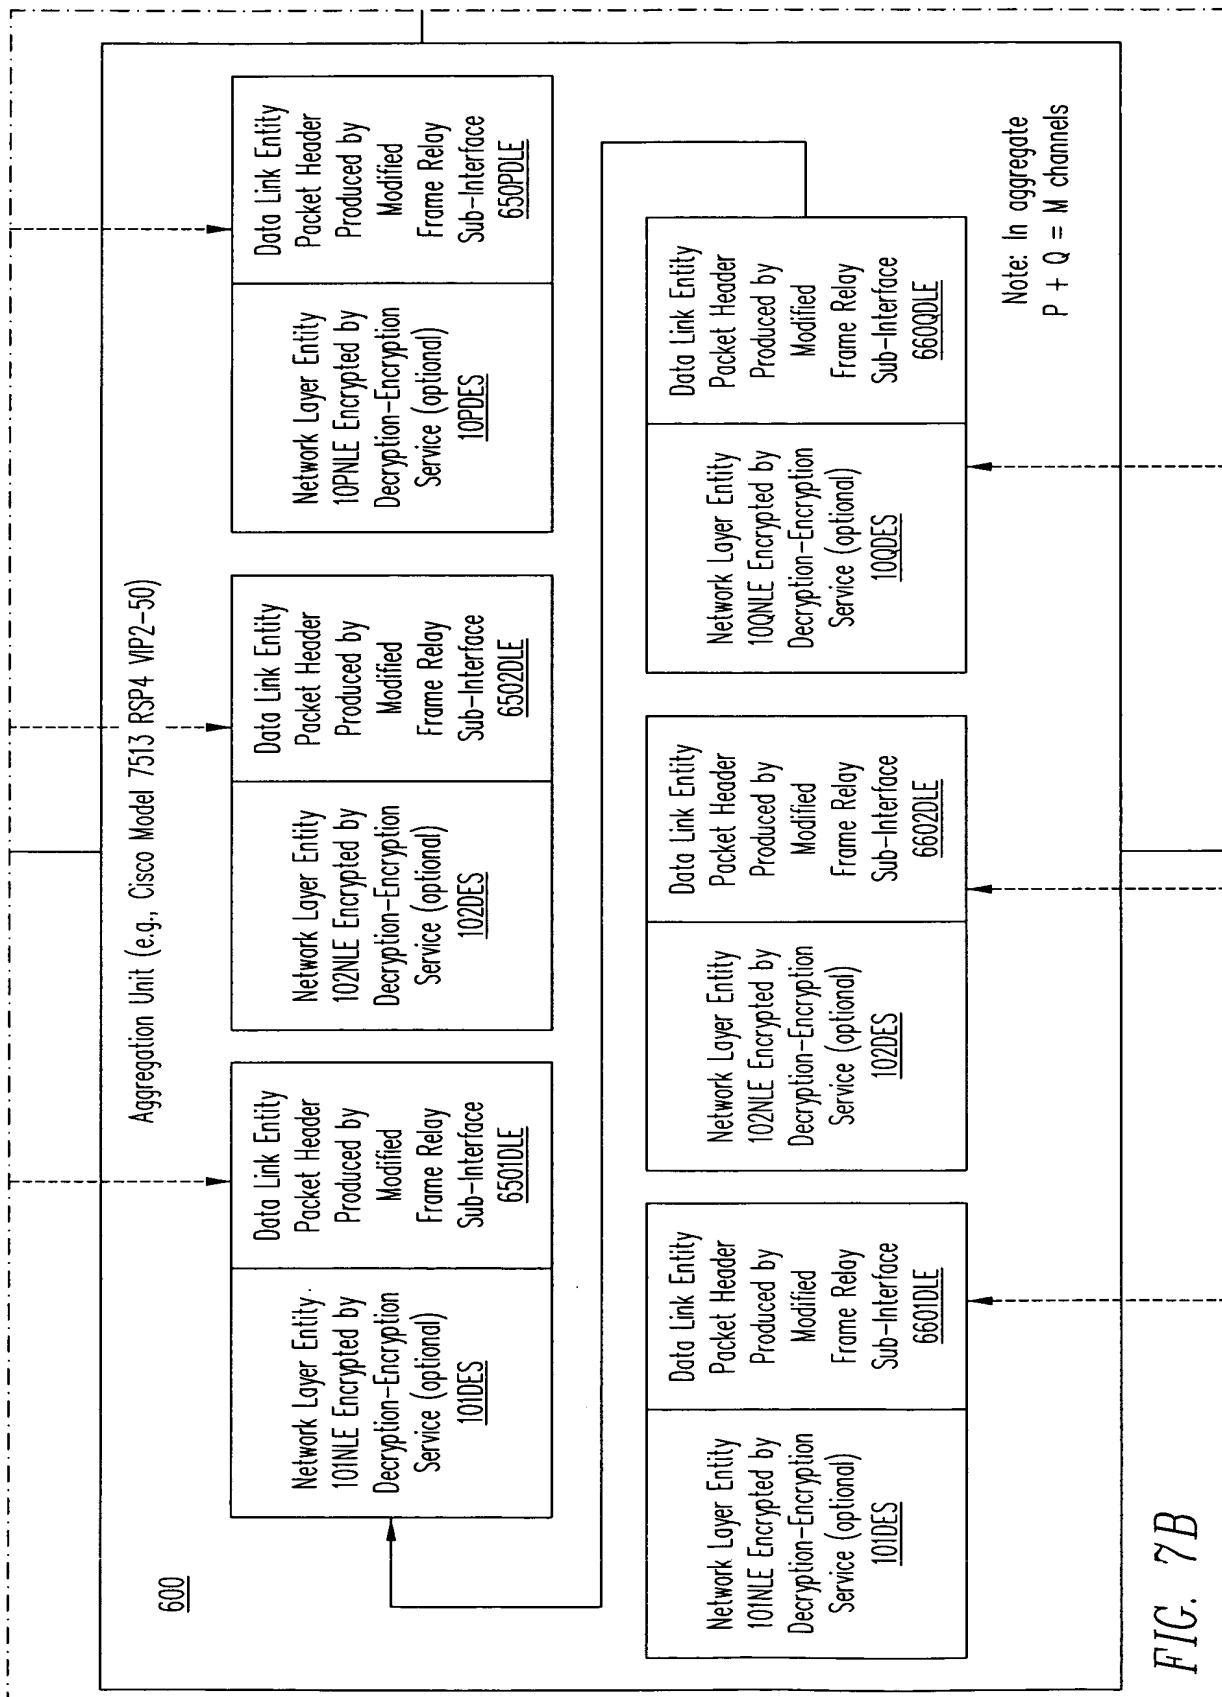 600
Aggregation Unit (e.g., Cisco Model 7513 RSP4 VIP2-50)
Network Layer Entity.
101NLE Encrypted by
Decryption-Encryption
Service (optional)
101DES
Data Link Entity
Packet Header
Produced by
Modified
Frame Relay
Sub-Interface
6501DLE
Network Layer Entity
102NLE Encrypted by
Decryption-Encryption
Service (optional)
102DES
Data Link Entity
Packet Header
Produced by
Modified
Frame Relay
Sub-Interface
6502DLE
Network Layer Entity
10PNLE Encrypted by
Decryption-Encryption
Service (optional)
10PDES
Data Link Entity
Packet Header
Produced by
Modified
Frame Relay
Sub-Interface
650PDLE
Network Layer Entity
101NLE Encrypted by
Decryption-Encryption
Service (optional)
101DES
Data Link Entity
Packet Header
Produced by
Modified
Frame Relay
Sub-Interface
6601DLE
Network Layer Entity
102NLE Encrypted by
Decryption-Encryption
Service (optional)
102DES
Data Link Entity
Packet Header
Produced by
Modified
Frame Relay
Sub-Interface
6602DLE
Network Layer Entity
10QNLE Encrypted by
Decryption-Encryption
Service (optional)
10QDES
Data Link Entity
Packet Header
Produced by
Modified
Frame Relay
Sub-Interface
660QDLE
Note: In aggregate
P + Q = M channels
FIG. 7B